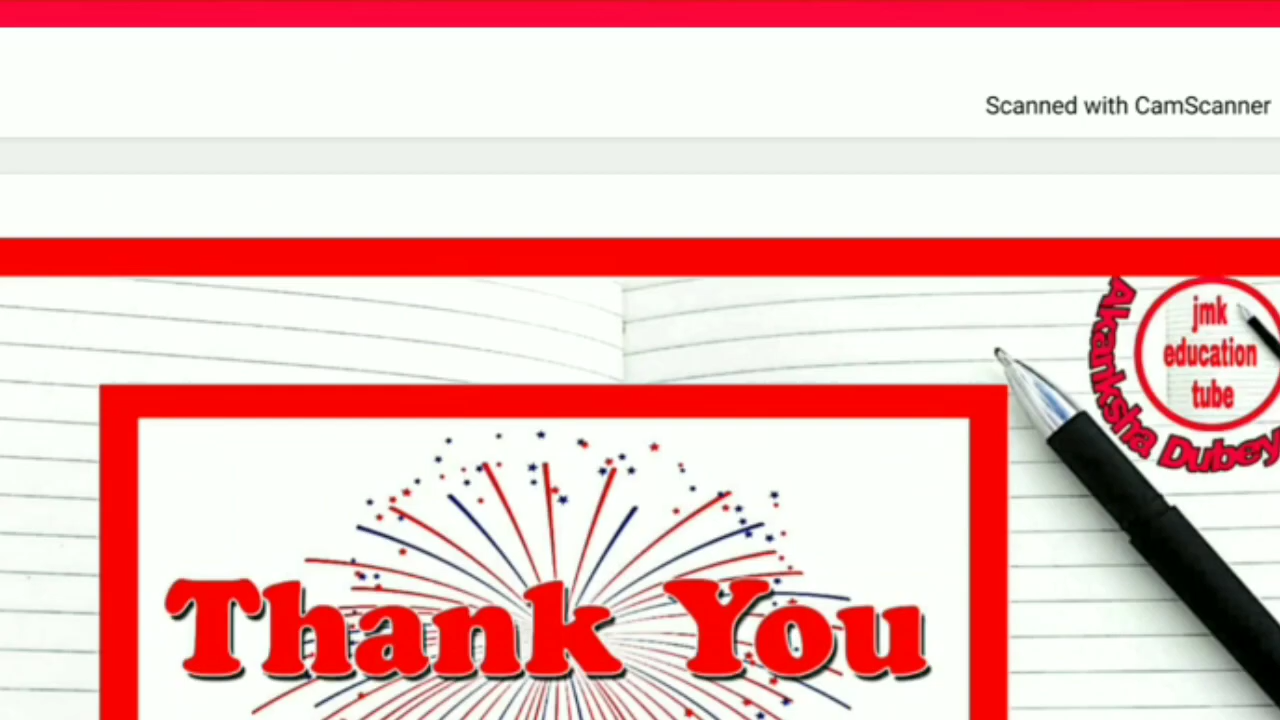 Scanned with CamScanner
jmk
education
tube
Akanksha Dubey
Thank You